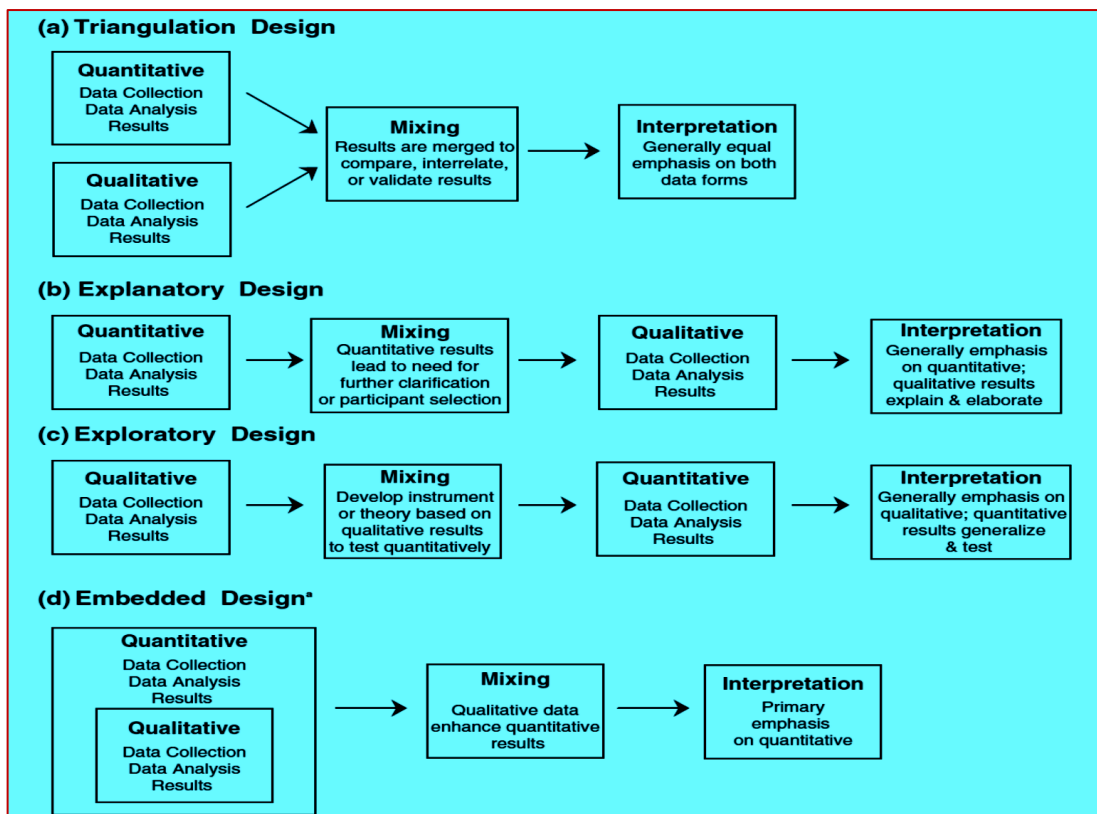 (a) Triangulation Design
Quantitative
Data Collection
Data Analysis
Results
Qualitative
Data Collection
Data Analysis
Results
Mixing
Results are merged to
compare, interrelate,
or validate results
Interpretation
Generally equal
emphasis on both
data forms
(b) Explanatory Design
Quantitative
Data Collection
Data Analysis
Results
Mixing
Quantitative results
lead to need for
further clarification
or participant selection
Qualitative
Data Collection
Data Analysis
Results
Interpretation
Generally emphasis
on quantitative;
qualitative results
explain & elaborate
(c) Exploratory Design
Qualitative
Data Collection
Data Analysis
Results
Mixing
Develop instrument
or theory based on
qualitative results
to test quantitatively
Quantitative
Data Collection
Data Analysis
Results
Interpretation
Generally emphasis on
qualitative; quantitative
results generalize
& test
(d) Embedded Designᵃ
Quantitative
Data Collection
Data Analysis
Results
Qualitative
Data Collection
Data Analysis
Results
Mixing
Qualitative data
enhance quantitative
results
Interpretation
Primary
emphasis
on quantitative